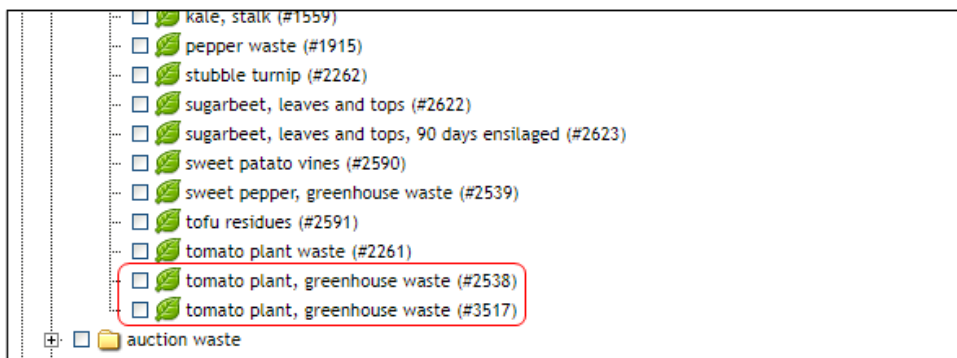 kale, stalk (#1559)
pepper waste (#1915)
stubble turnip (#2262)
sugarbeet, leaves and tops (#2622)
sugarbeet, leaves and tops, 90 days ensilaged (#2623)
sweet patato vines (#2590)
sweet pepper, greenhouse waste (#2539)
tofu residues (#2591)
tomato plant waste (#2261)
tomato plant, greenhouse waste (#2538)
tomato plant, greenhouse waste (#3517)
auction waste